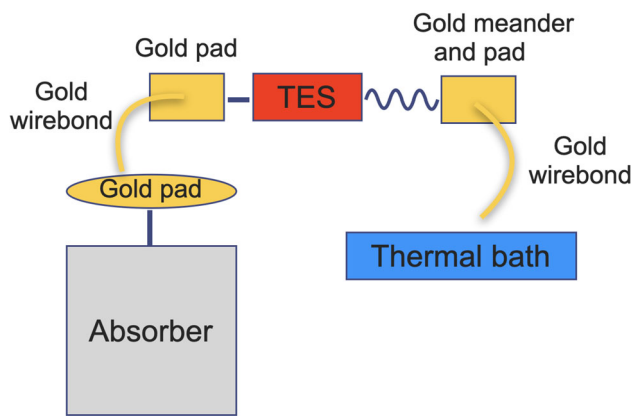 Gold pad
Gold meander
and pad
Gold
wirebond
TES
Gold
wirebond
Gold pad
Thermal bath
Absorber